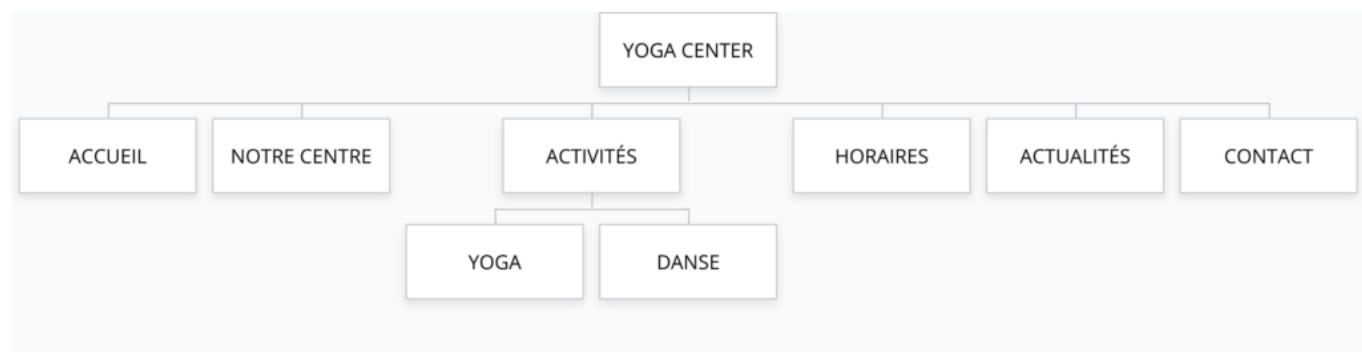 YOGA CENTER
ACCUEIL
NOTRE CENTRE
ACTIVITÉS
HORAIRES
ACTUALITÉS
CONTACT
YOGA
DANSE